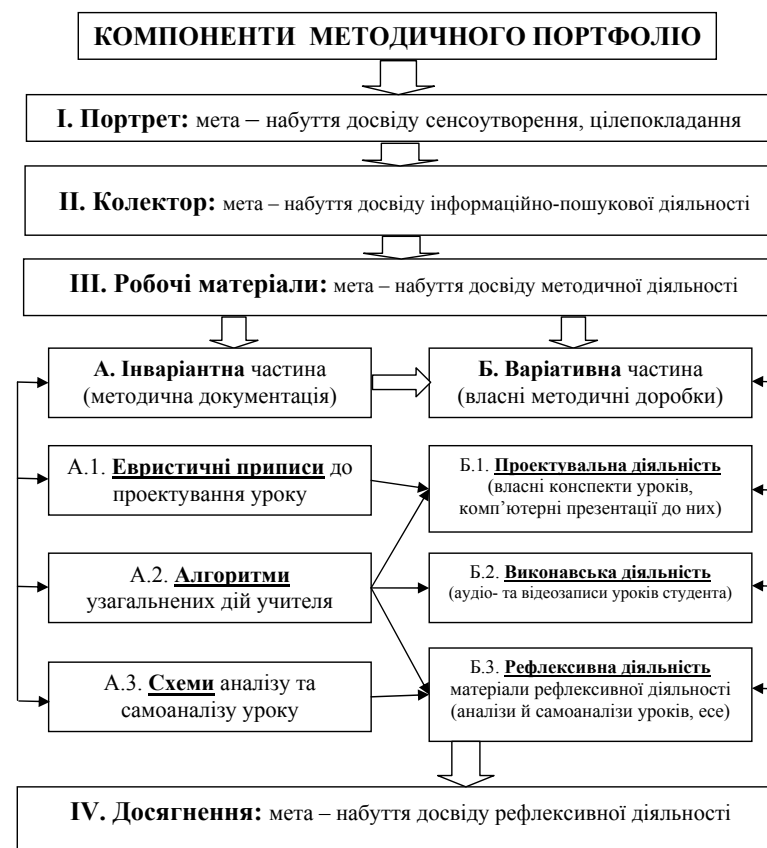 КОМПОНЕНТИ МЕТОДИЧНОГО ПОРТФОЛІО
І. Портрет: мета – набуття досвіду сенсоутворення, цілепокладання
ІІ. Колектор: мета – набуття досвіду інформаційно-пошукової діяльності
ІІІ. Робочі матеріали: мета – набуття досвіду методичної діяльності
А. Інваріантна частина
(методична документація)
Б. Варіативна частина
(власні методичні доробки)
А.1. Евристичні приписи до
проектування уроку
Б.1. Проектувальна діяльність
(власні конспекти уроків,
комп’ютерні презентації до них)
А.2. Алгоритми
узагальнених дій учителя
Б.2. Виконавська діяльність
(аудіо- та відеозаписи уроків студента)
А.3. Схеми аналізу та
самоаналізу уроку
Б.3. Рефлексивна діяльність
матеріали рефлексивної діяльності
(аналізи й самоаналізи уроків, есе)
IV. Досягнення: мета – набуття досвіду рефлексивної діяльності